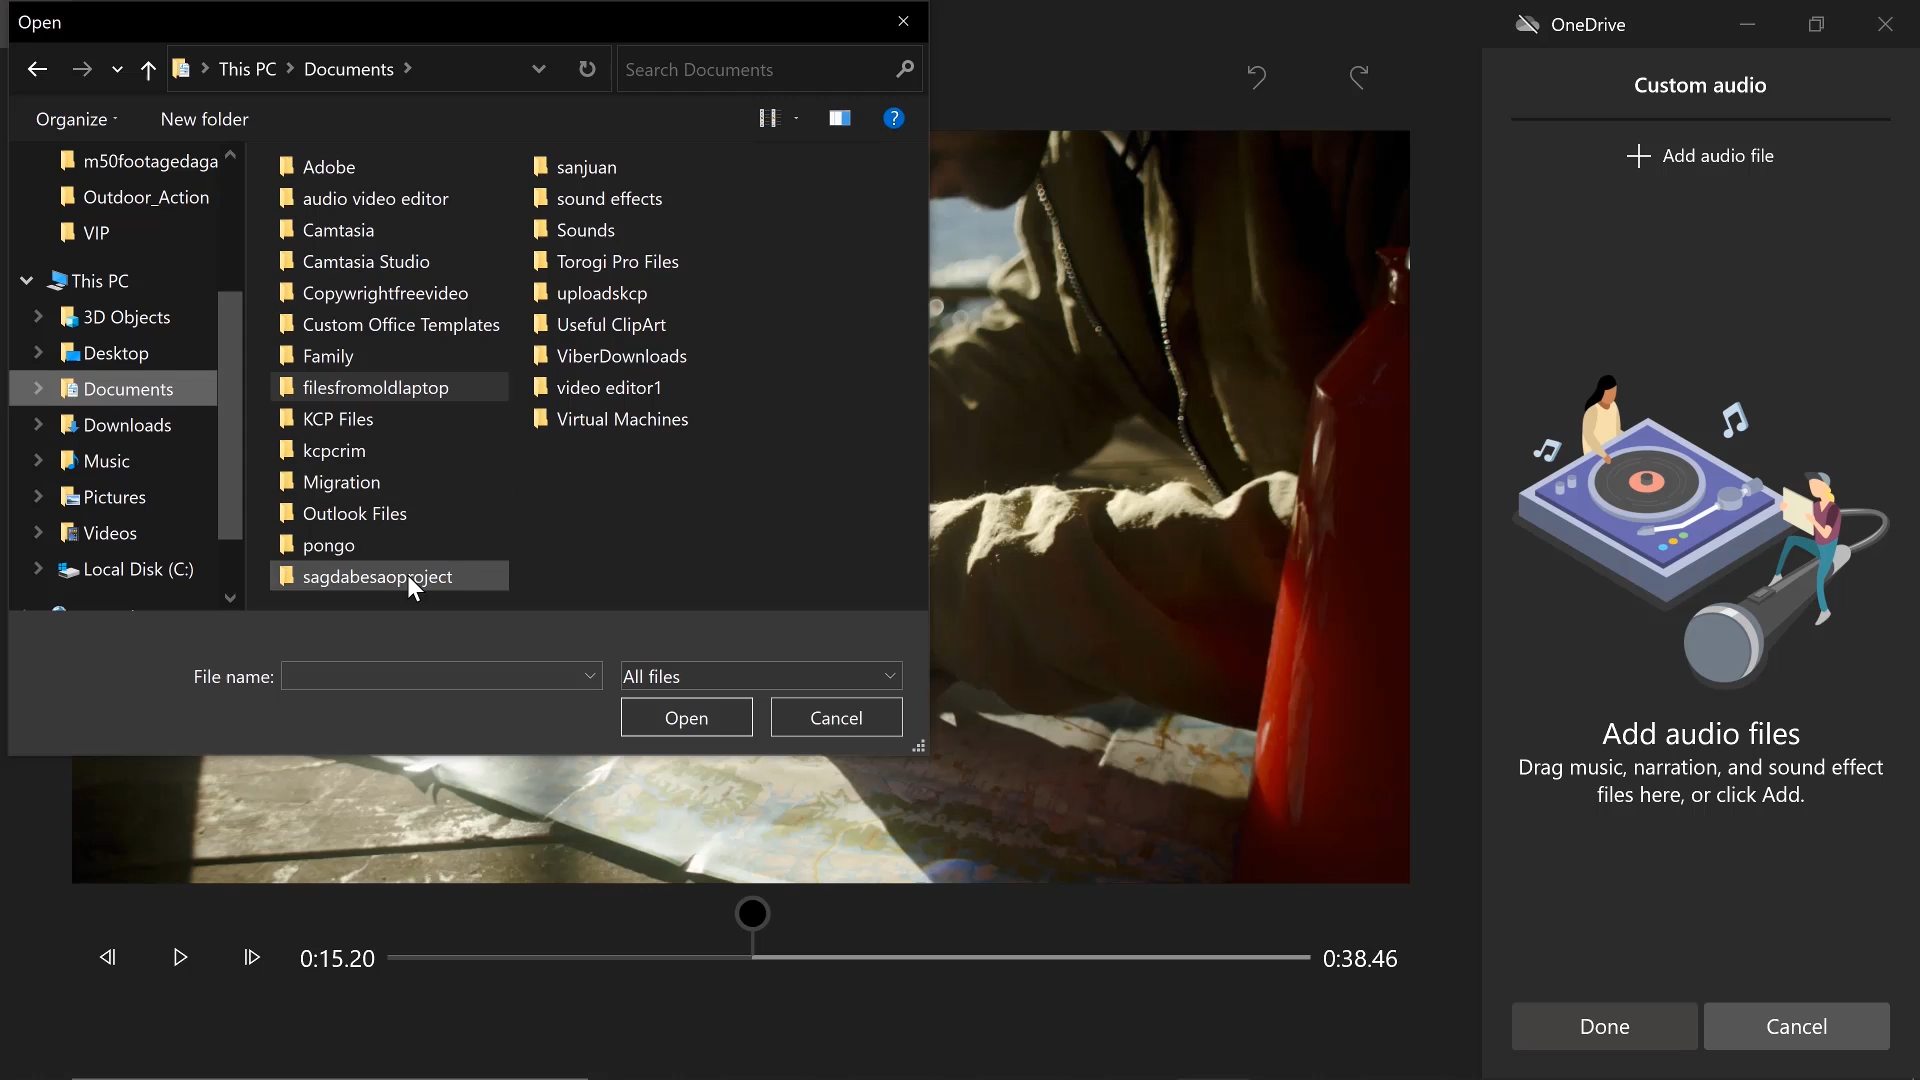 Open
This PC
Documents
Search Documents
Organize
New folder
m50footagedaga
Outdoor_Action
VIP
This PC
3D Objects
Desktop
Documents
Downloads
Music
Pictures
Videos
Local Disk (C:)
Adobe
audio video editor
Camtasia
Camtasia Studio
Copywrightfreevideo
Custom Office Templates
Family
filesfromoldlaptop
KCP Files
kcpcrim
Migration
Outlook Files
pongo
sagdabesaoproject
sanjuan
sound effects
Sounds
Torogi Pro Files
uploadskcp
Useful ClipArt
ViberDownloads
video editor1
Virtual Machines
File name:
All files
Open
Cancel
0:15.20
0:38.46
OneDrive
Custom audio
Add audio file
Add audio files
Drag music, narration, and sound effect
files here, or click Add.
Done
Cancel